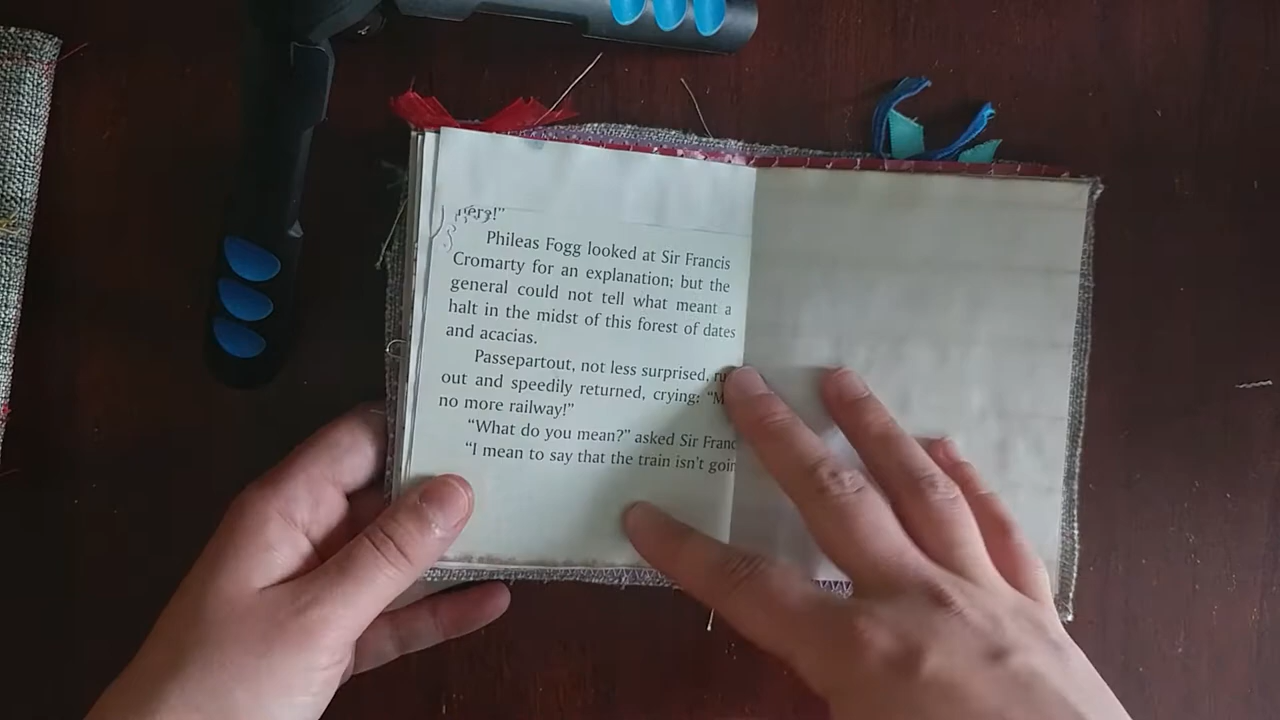 Phileas Fogg looked at Sir Francis
Cromarty for an explanation; but the
general could not tell what meant a
halt in the midst of this forest of dates
and acacias.
Passepartout, not less surprised,
out and speedily returned, crying:
no more railway!”
“What do you mean?” asked Sir
“I mean to say that the train isn’t